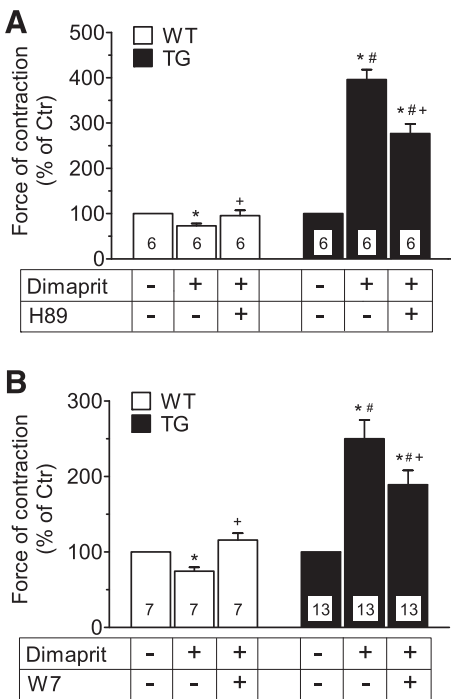 A
500
400
300
200
100
0
Force of contraction
(% of Ctr)
WT
TG
* #
* # +
*
+
6 6 6 6 6 6
Dimaprit - + + - + +
H89 - - + - - +
B
300
200
100
0
Force of contraction
(% of Ctr)
WT
TG
* #
* # +
+
*
7 7 7 13 13 13
Dimaprit - + + - + +
W7 - - + - - +